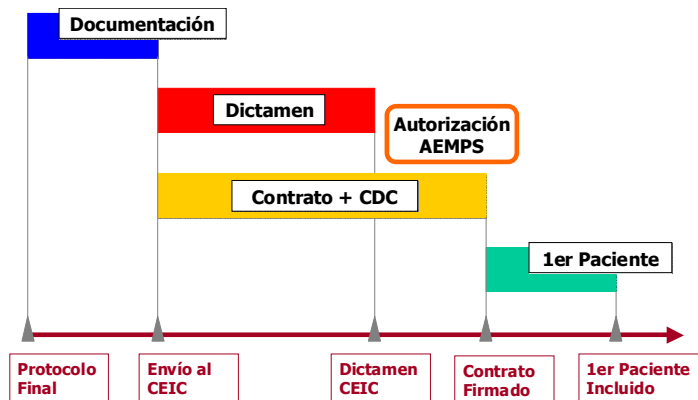 Documentación
Dictamen
Autorización
AEMPS
Contrato + CDC
1er Paciente
Protocolo
Final
Envío al
CEIC
Dictamen
CEIC
Contrato
Firmado
1er Paciente
Incluido